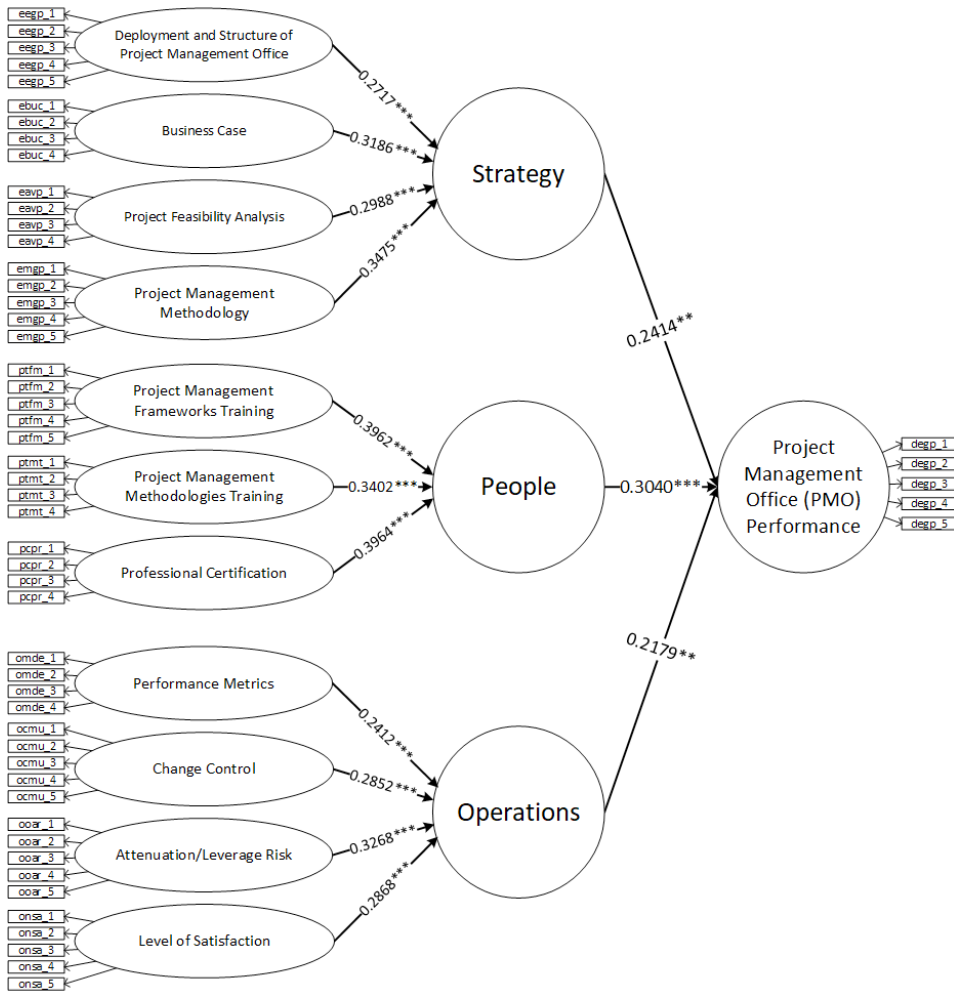 eegp_1
eegp_2
eegp_3
eegp_4
eegp_5
Deployment and Structure of
Project Management Office
0.2717***
ebuc_1
ebuc_2
ebuc_3
ebuc_4
Business Case
0.3186***
eavp_1
eavp_2
eavp_3
eavp_4
Project Feasibility Analysis
0.2988***
emgp_1
emgp_2
emgp_3
emgp_4
emgp_5
Project Management
Methodology
0.3475***
Strategy
0.2414**
ptfm_1
ptfm_2
ptfm_3
ptfm_4
ptfm_5
Project Management
Frameworks Training
0.3962***
ptmt_1
ptmt_2
ptmt_3
ptmt_4
Project Management
Methodologies Training
0.3402***
pcpr_1
pcpr_2
pcpr_3
pcpr_4
Professional Certification
0.3964***
People
0.3040***
Project
Management
Office (PMO)
Performance
degp_1
degp_2
degp_3
degp_4
degp_5
omde_1
omde_2
omde_3
omde_4
Performance Metrics
0.2412***
ocmu_1
ocmu_2
ocmu_3
ocmu_4
ocmu_5
Change Control
0.2852***
ooar_1
ooar_2
ooar_3
ooar_4
ooar_5
Attenuation/Leverage Risk
0.3268***
onsa_1
onsa_2
onsa_3
onsa_4
onsa_5
Level of Satisfaction
0.2868***
Operations
0.2179**